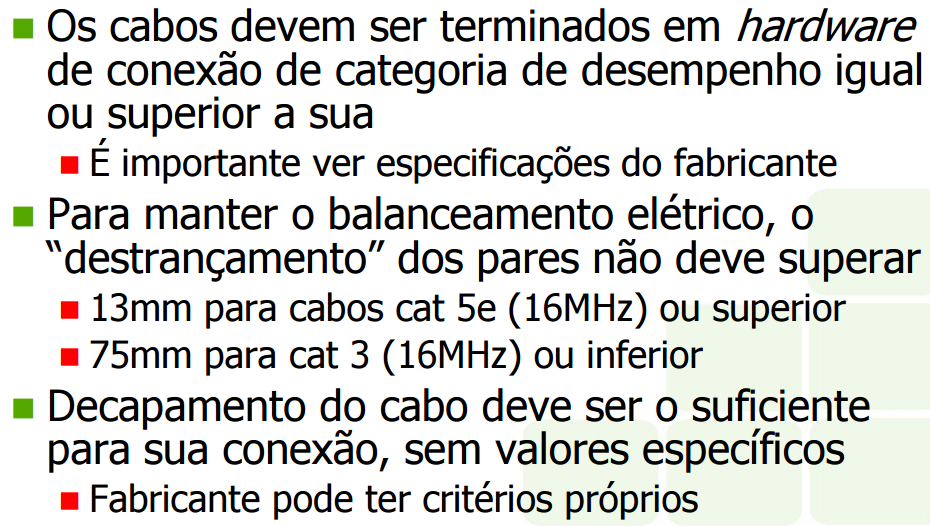 Os cabos devem ser terminados em hardware
de conexão de categoria de desempenho igual
ou superior a sua
É importante ver especificações do fabricante
Para manter o balanceamento elétrico, o
“destrançamento” dos pares não deve superar
13mm para cabos cat 5e (16MHz) ou superior
75mm para cat 3 (16MHz) ou inferior
Decapamento do cabo deve ser o suficiente
para sua conexão, sem valores específicos
Fabricante pode ter critérios próprios